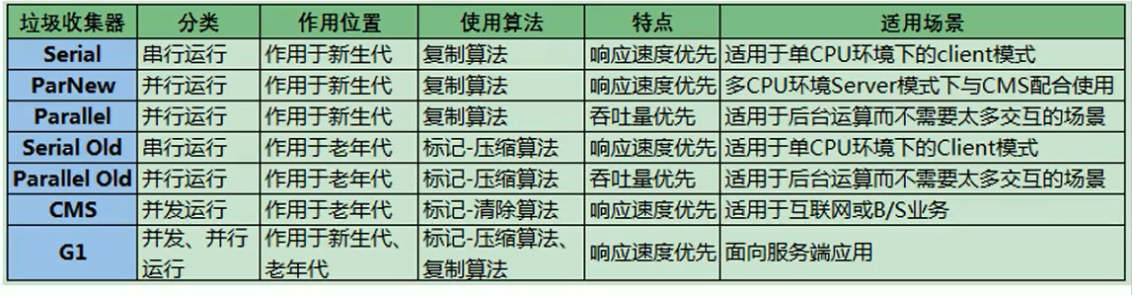 垃圾收集器 分类 作用位置 使用算法 特点 适用场景
Serial 串行运行 作用于新生代 复制算法 响应速度优先 适用于单CPU环境下的client模式
ParNew 并行运行 作用于新生代 复制算法 响应速度优先 多CPU环境Server模式下与CMS配合使用
Parallel 并行运行 作用于新生代 复制算法 吞吐量优先 适用于后台运算而不需要太多交互的场景
Serial Old 串行运行 作用于老年代 标记-压缩算法 响应速度优先 适用于单CPU环境下的Client模式
Parallel Old 并行运行 作用于老年代 标记-压缩算法 吞吐量优先 适用于后台运算而不需要太多交互的场景
CMS 并发运行 作用于老年代 标记-清除算法 响应速度优先 适用于互联网或B/S业务
G1 并发、并行 作用于新生代、 标记-压缩算法、 响应速度优先 面向服务端应用
运行 老年代 复制算法